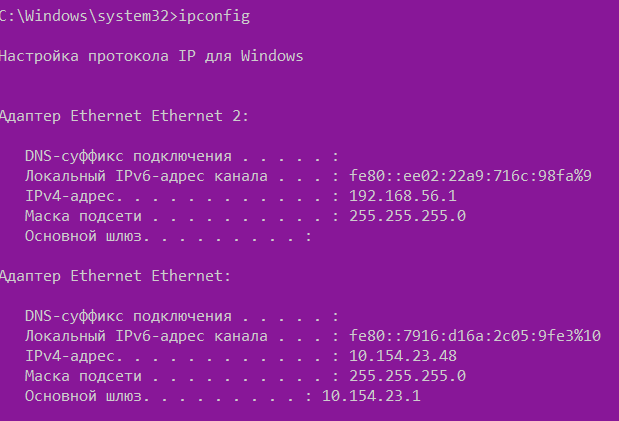 C:\Windows\system32>ipconfig
Настройка протокола IP для Windows
Адаптер Ethernet Ethernet 2:
DNS-суффикс подключения . . . . . :
Локальный IPv6-адрес канала . . . : fe80::ee02:22a9:716c:98fa%9
IPv4-адрес. . . . . . . . . . . . : 192.168.56.1
Маска подсети . . . . . . . . . . : 255.255.255.0
Основной шлюз. . . . . . . . . :
Адаптер Ethernet Ethernet:
DNS-суффикс подключения . . . . . :
Локальный IPv6-адрес канала . . . : fe80::7916:d16a:2c05:9fe3%10
IPv4-адрес. . . . . . . . . . . . : 10.154.23.48
Маска подсети . . . . . . . . . . : 255.255.255.0
Основной шлюз. . . . . . . . . : 10.154.23.1